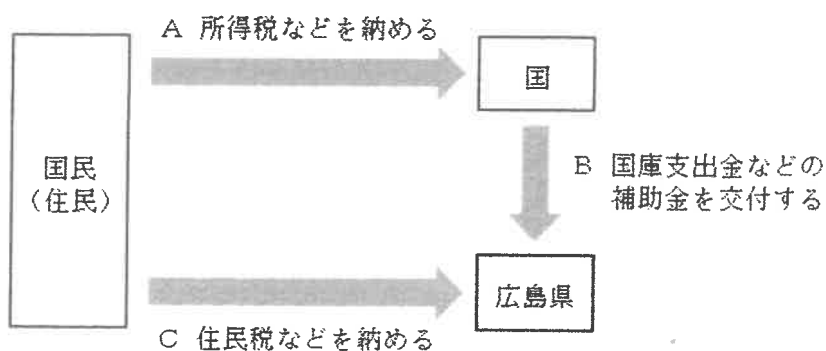 A 所得税などを納める
国
国民
（住民）
B 国庫支出金などの
補助金を交付する
広島県
C 住民税などを納める